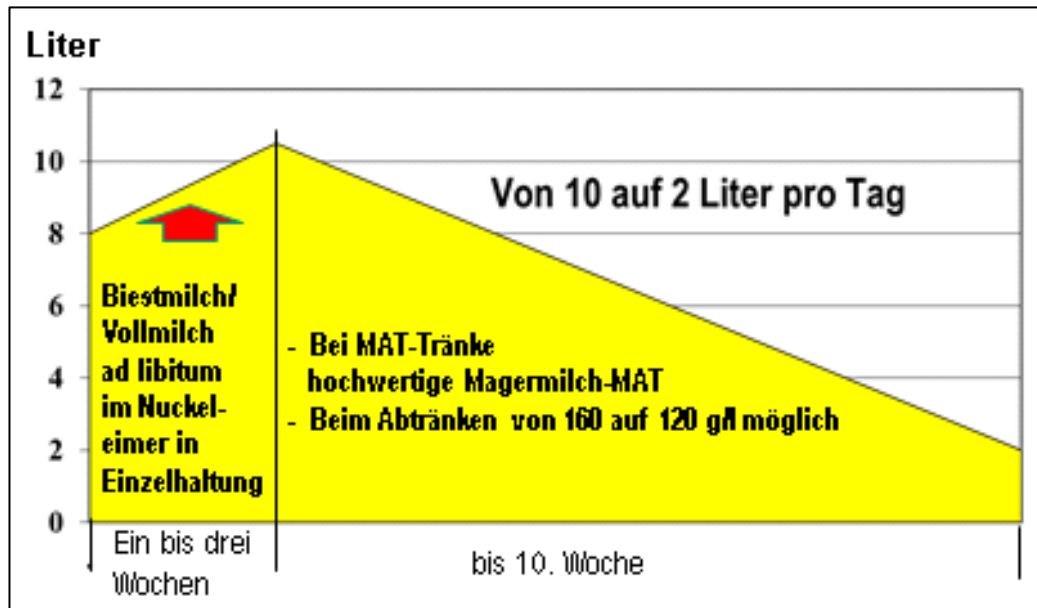 Liter
12
10
8
6
4
2
0
Von 10 auf 2 Liter pro Tag
Biestmilch/
Vollmilch
ad libitum
im Nuckel-
eimer in
Einzelhaltung
- Bei MAT-Tränke
hochwertige Magermilch-MAT
- Beim Abtränken von 160 auf 120 g/l möglich
Ein bis drei
Wochen
bis 10. Woche